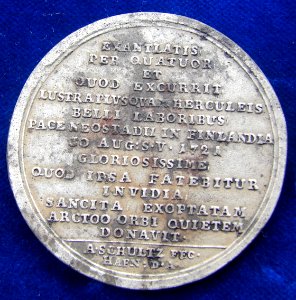 EXANTLATIS
PER QUATUOR
ET
QUOD EXCURRIT
LUSTRA PLUSQUAM HERCULEIS
BELLI LABORIBUS
PACE NEOSTADII IN FINLANDIA
30 AUG. S.V. 1721
GLORIOSISSIME
QUOD IPSA FATEBITUR
INVIDIA
SANCITA EXOPTATAM
ARCTOO ORBI QUIETEM
DONAVIT.
A SCHULTZ FEC.
HAFN. D.